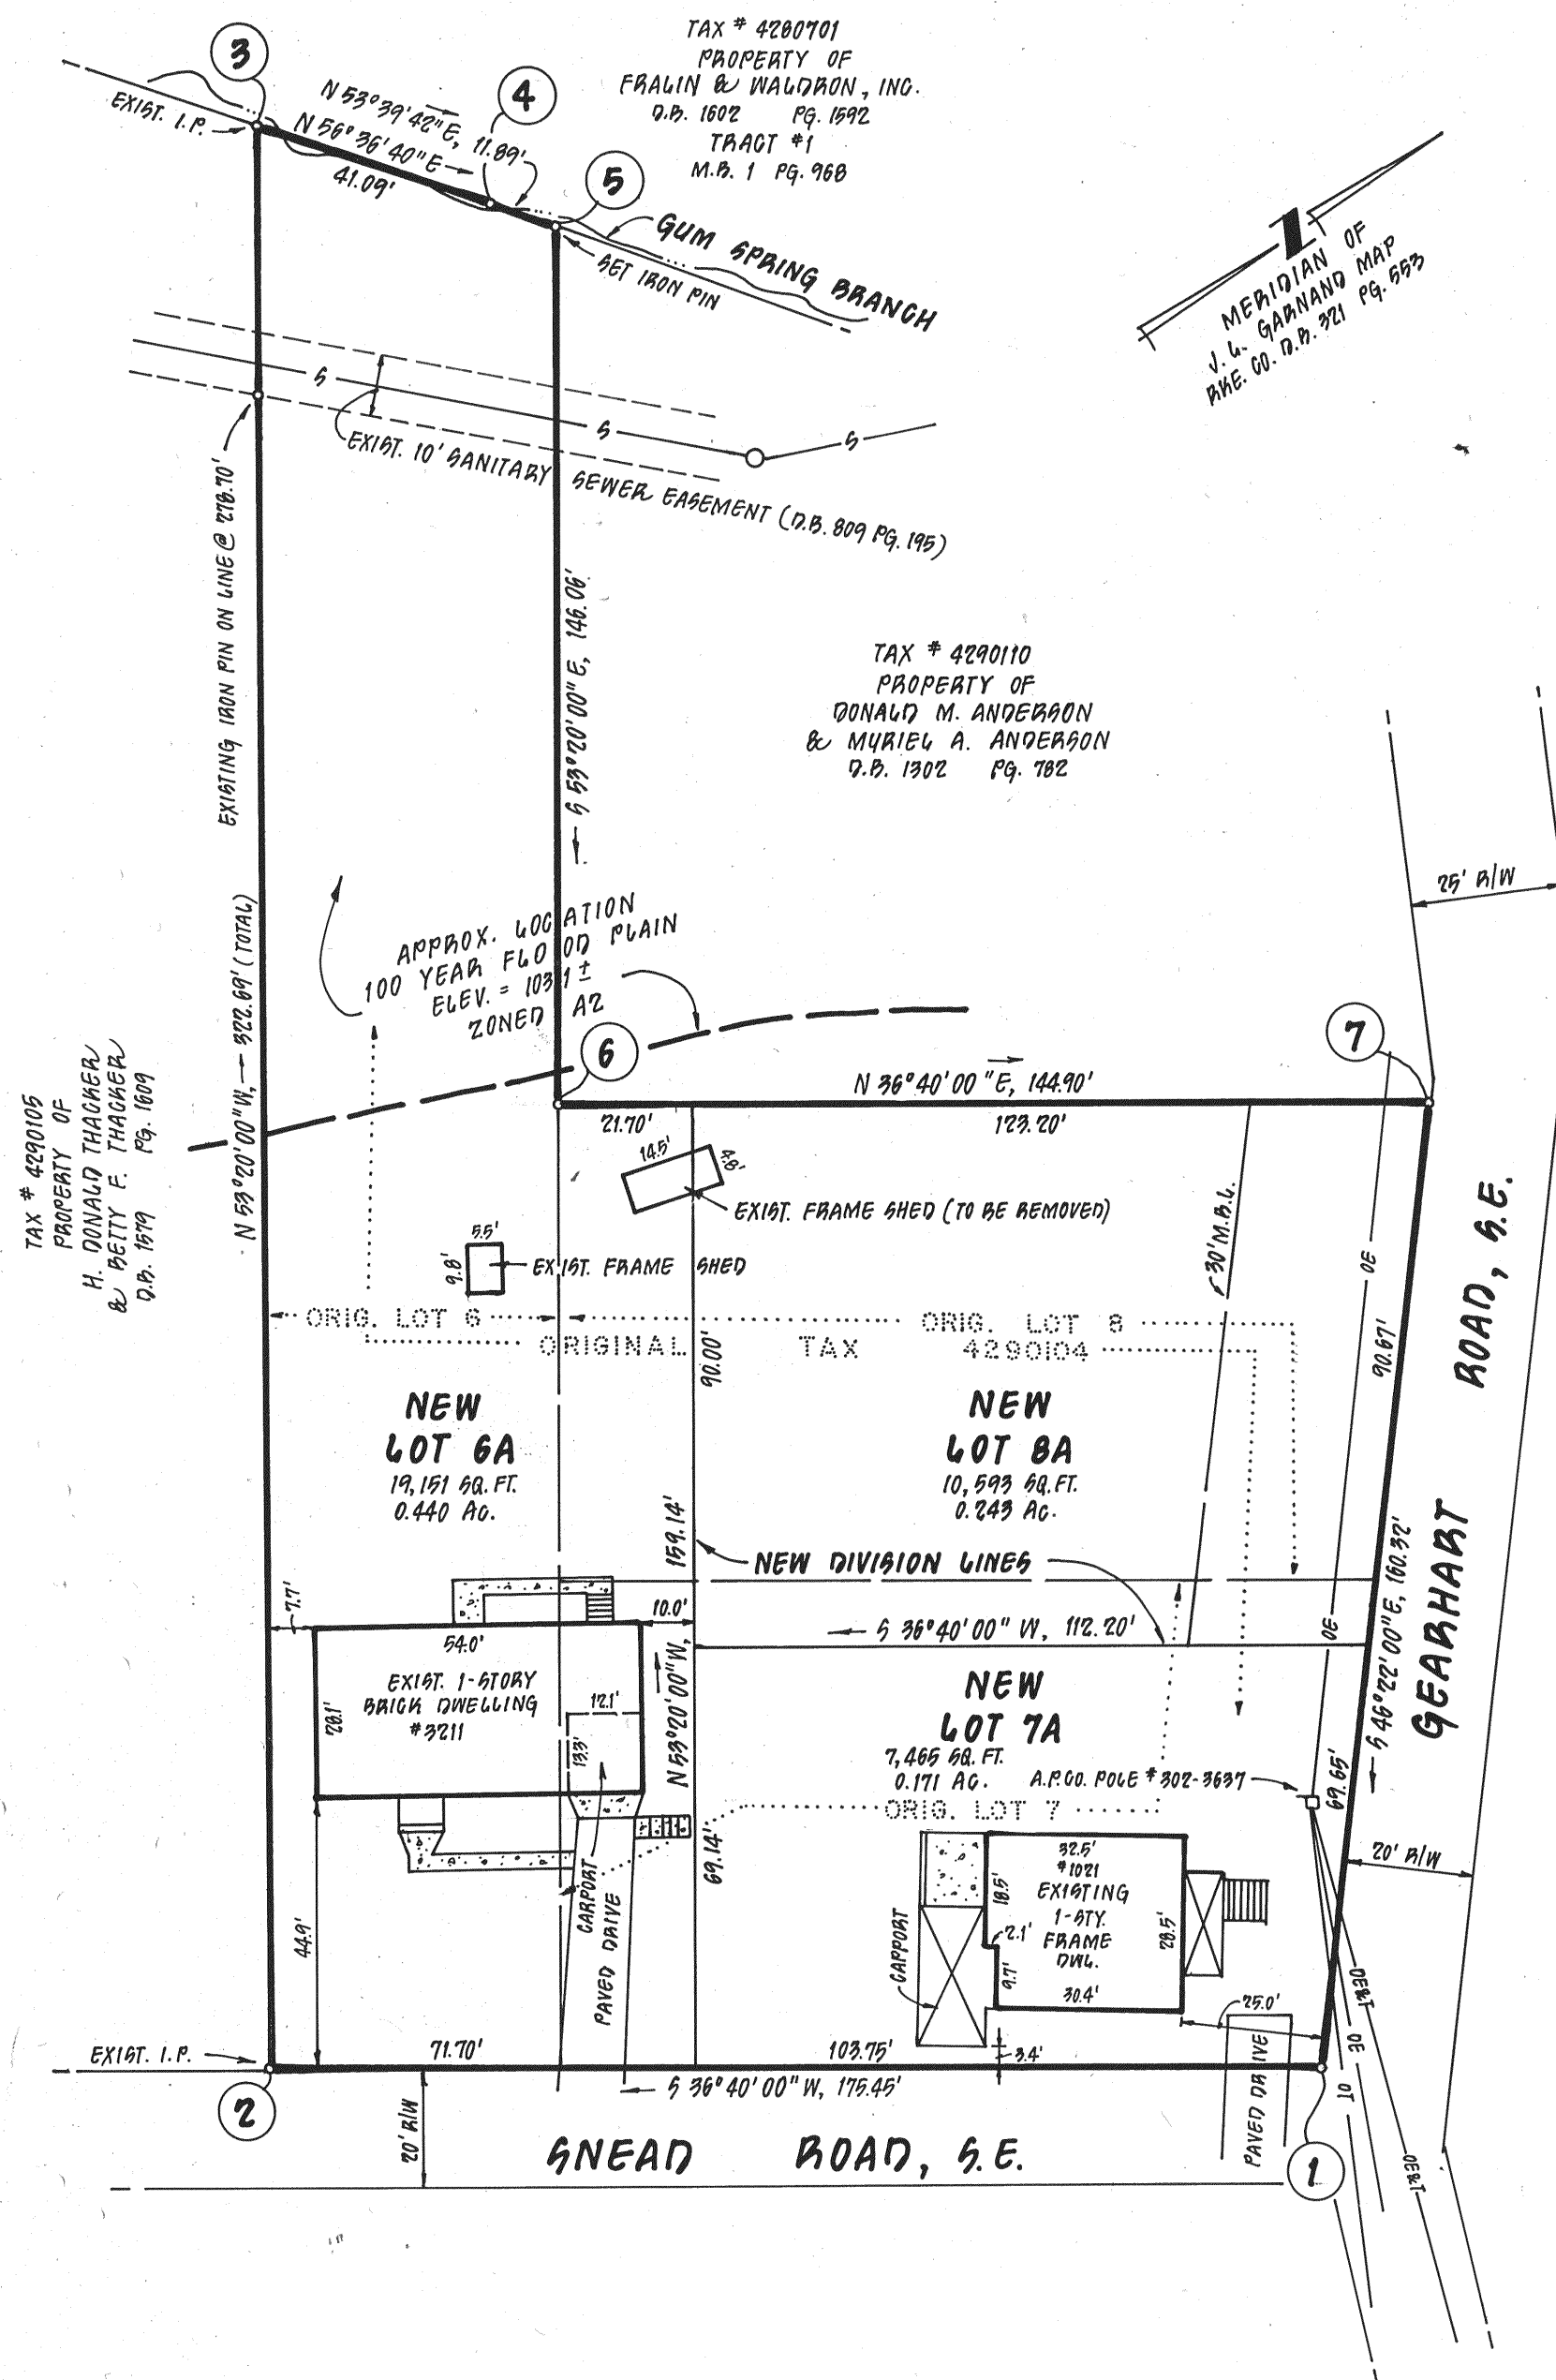 TAX # 4280701
PROPERTY OF
FRALIN & WALDRON, INC.
D.B. 1602 PG. 1592
TRACT #1
M.B. 1 PG. 968
3
4
5
EXIST. I.P.
N 53°39'42"E, 11.89'
N 56°36'40"E
41.09'
GUM SPRING BRANCH
SET IRON PIN
MERIDIAN OF
J. L. GARNAND MAP
RKE. CO. D.B. 321 PG. 553
S
S
S
EXIST. 10' SANITARY SEWER EASEMENT (D.B. 809 PG. 195)
EXISTING IRON PIN ON LINE @ 278.70'
N 53°20'00"W, 322.69' (TOTAL)
S 53°20'00"E, 146.06'
TAX # 4290110
PROPERTY OF
DONALD M. ANDERSON
& MURIEL A. ANDERSON
D.B. 1302 PG. 782
25' R/W
APPROX. LOCATION
100 YEAR FLOOD PLAIN
ELEV. = 1031 ±
ZONED A2
6
7
N 36°40'00"E, 144.90'
21.70'
123.20'
TAX # 4290105
PROPERTY OF
H. DONALD THACKER
& BETTY F. THACKER
D.B. 1579 PG. 1609
14.5'
4.8'
EXIST. FRAME SHED (TO BE REMOVED)
5.5'
9.8'
EXIST. FRAME SHED
30' M.B.L.
OE
90.67'
ORIG. LOT 6
ORIG. LOT 8
ORIGINAL TAX 4290104
90.00'
NEW
LOT 6A
19,151 SQ. FT.
0.440 AC.
NEW
LOT 8A
10,593 SQ. FT.
0.243 AC.
GEARHART ROAD, S.E.
S 46°22'00"E, 160.32'
159.14'
N 53°20'00"W,
NEW DIVISION LINES
7.7'
10.0'
54.0'
S 36°40'00" W, 112.20'
OE
EXIST. 1-STORY
BRICK DWELLING
#3211
28.1'
12.1'
13.3'
NEW
LOT 7A
7,465 SQ. FT.
0.171 AC.
A.P.CO. POLE # 302-3637
69.65'
ORIG. LOT 7
69.14'
20' R/W
CARPORT
PAVED DRIVE
44.9'
32.5'
#1021
EXISTING
1-STY.
FRAME
DWL.
30.4'
18.5'
2.1'
9.7'
28.5'
CARPORT
25.0'
OE&T
OE
OT
OE&T
EXIST. I.P.
71.70'
103.75'
3.4'
S 36°40'00" W, 175.45'
2
20' R/W
SNEAD ROAD, S.E.
PAVED DRIVE
1